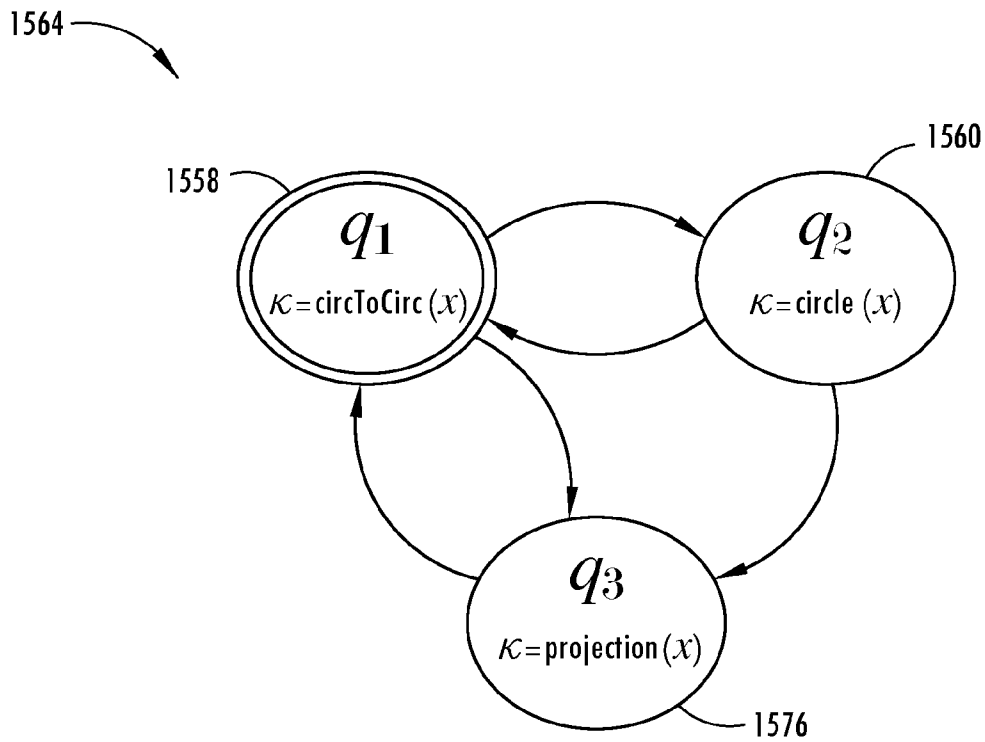 1564
1560
1558
q1
κ=circToCirc(x)
q2
κ=circle (x)
q3
κ=projection(x)
1576